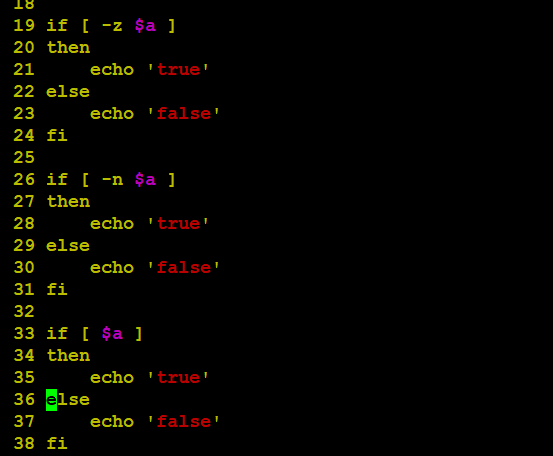 18
19 if [ -z $a ]
20 then
21     echo 'true'
22 else
23     echo 'false'
24 fi
25
26 if [ -n $a ]
27 then
28     echo 'true'
29 else
30     echo 'false'
31 fi
32
33 if [ $a ]
34 then
35     echo 'true'
36 else
37     echo 'false'
38 fi